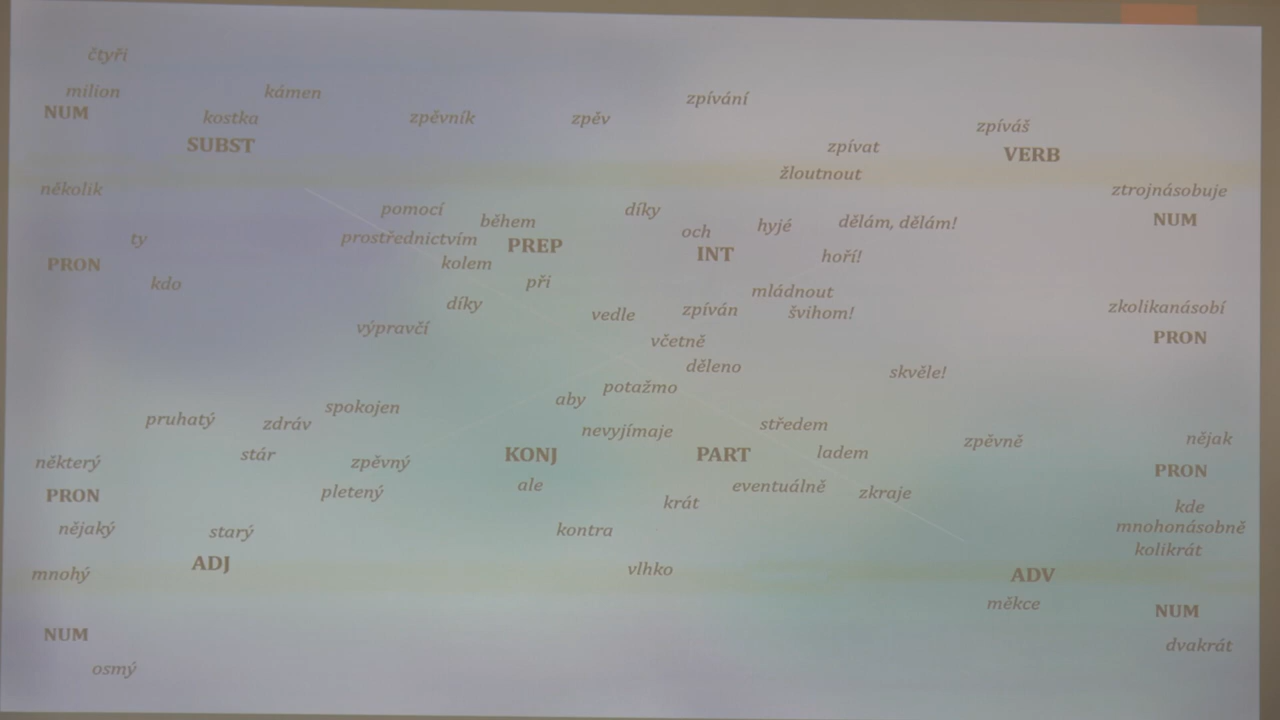 čtyři
milion
kámen
NUM
kostka
zpěvník
zpěv
zpívání
SUBST
zpíváš
zpívat
VERB
žloutnout
několik
ztrojnásobuje
pomocí
během
díky
och
hyjé
dělám, dělám!
NUM
ty
prostřednictvím
PREP
INT
hoří!
PRON
kolem
kdo
při
mládnout
díky
vedle
zpíván
švihom!
zkolikanásobí
výpravčí
včetně
PRON
děleno
skvěle!
potažmo
aby
pruhatý
zdráv
spokojen
nevyjímaje
středem
zpěvně
nějak
některý
stár
zpěvný
KONJ
PART
ladem
PRON
PRON
pletený
ale
krát
eventuálně
zkraje
kde
nějaký
starý
kontra
mnohonásobně
kolikrát
ADJ
mnohý
vlhko
ADV
měkce
NUM
NUM
dvakrát
osmý